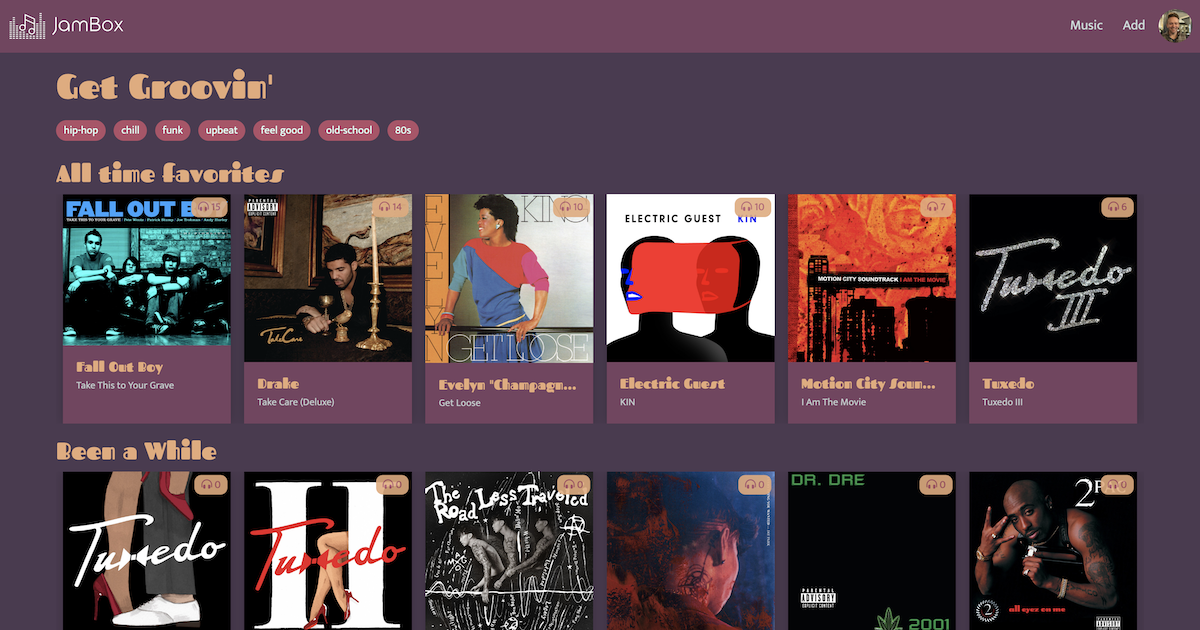 JamBox
Music Add
Get Groovin'
hip-hop chill funk upbeat feel good old-school 80s
All time favorites
FALL OUT B 15
TAKE THIS TO YOUR GRAVE
Fall Out Boy
Take This to Your Grave
PARENTAL
ADVISORY
EXPLICIT CONTENT
14
Take Care
Drake
Take Care (Deluxe)
EVELYN KING 10
GET LOOSE
Evelyn "Champagn...
Get Loose
10
ELECTRIC GUEST KIN
Electric Guest
KIN
7
MOTION CITY SOUNDTRACK I AM THE MOVIE
Motion City Soun...
I Am The Movie
6
Tuxedo
III
Tuxedo
Tuxedo III
Been a While
0
Tuxedo
0
II
Tuxedo
0
The
Road Less Traveled
0
DR. DRE 0
PARENTAL
ADVISORY
EXPLICIT CONTENT
2001
2 0
2
all eyez on me
PARENTAL
ADVISORY